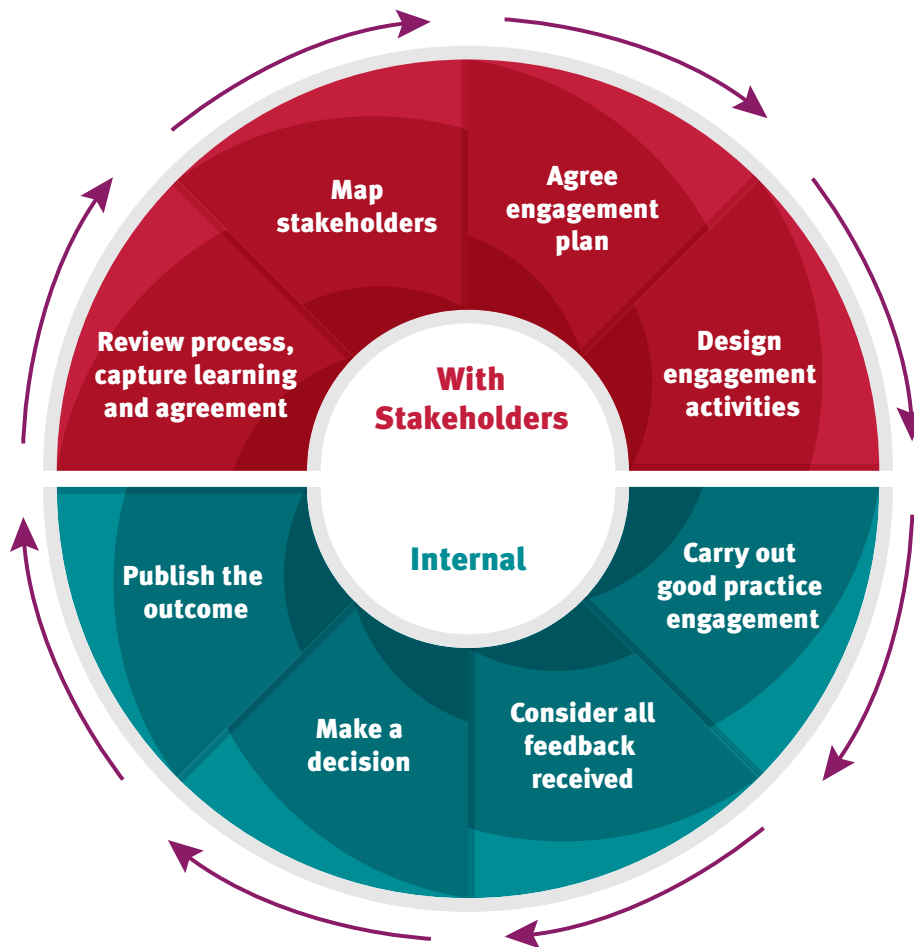 Map
stakeholders
Agree
engagement
plan
Design
engagement
activities
Review process,
capture learning
and agreement
With
Stakeholders
Internal
Carry out
good practice
engagement
Consider all
feedback
received
Make a
decision
Publish the
outcome